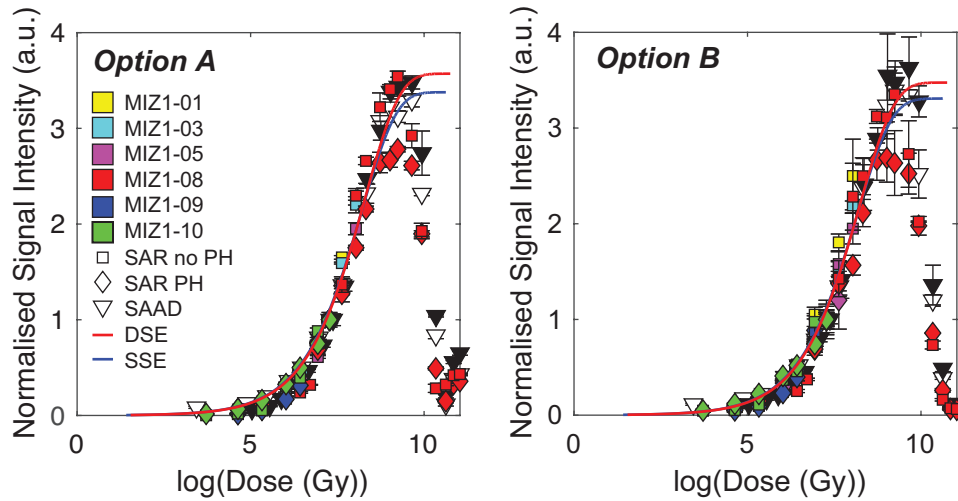 Option A
MIZ1-01
MIZ1-03
MIZ1-05
MIZ1-08
MIZ1-09
MIZ1-10
SAR no PH
SAR PH
SAAD
DSE
SSE
Normalised Signal Intensity (a.u.)
4
3
2
1
0
0
5
10
log(Dose (Gy))
Option B
Normalised Signal Intensity (a.u.)
4
3
2
1
0
0
5
10
log(Dose (Gy))